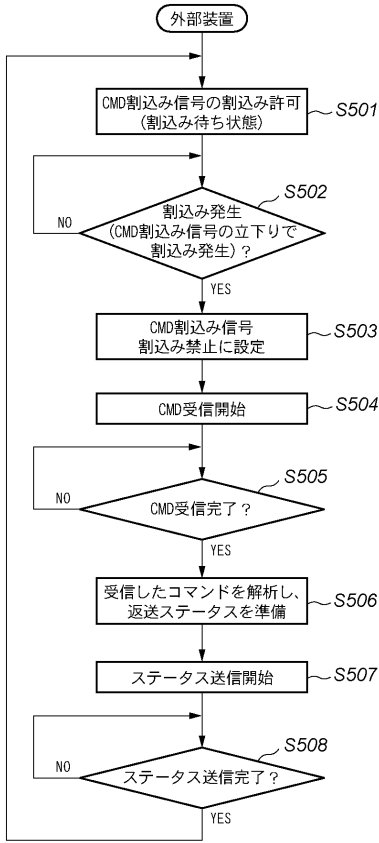 外部装置
CMD割込み信号の割込み許可
(割込み待ち状態)
S501
S502
割込み発生
(CMD割込み信号の立下りで
割込み発生)?
NO
YES
CMD割込み信号
割込み禁止に設定
S503
CMD受信開始
S504
S505
CMD受信完了?
NO
YES
受信したコマンドを解析し、
返送ステータスを準備
S506
ステータス送信開始
S507
S508
ステータス送信完了?
NO
YES